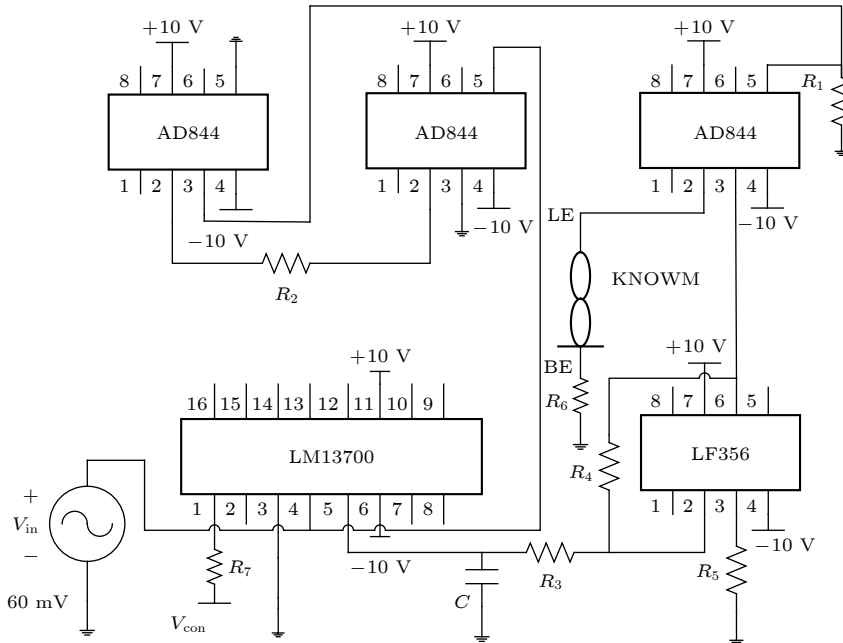 +10 V +10 V +10 V
8 7 6 5 8 7 6 5 8 7 6 5 R1
AD844 AD844 AD844
1 2 3 4 1 2 3 4 1 2 3 4
−10 V −10 V −10 V
LE
R2 KNOWM
+10 V BE +10 V
R6
16 15 14 13 12 11 10 9 8 7 6 5
LM13700 R4 LF356
1 2 3 4 5 6 7 8 1 2 3 4
+
Vin
−
R7 −10 V R3 R5 −10 V
60 mV Vcon C